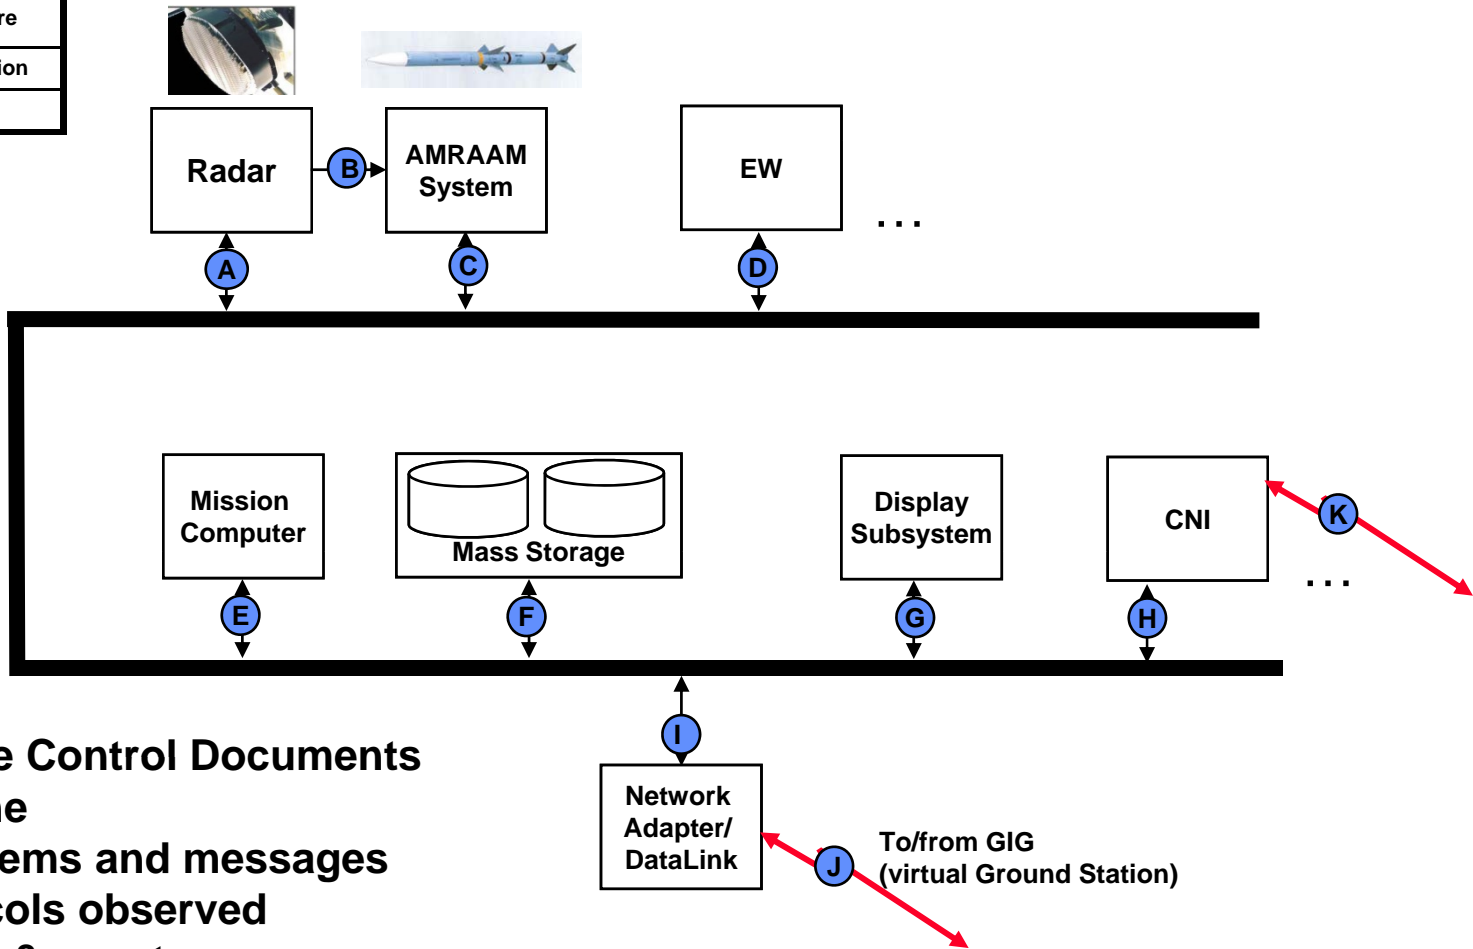 re
ion
Radar
B
AMRAAM
System
EW
. . .
A
C
D
Mission
Computer
Mass Storage
Display
Subsystem
CNI
K
. . .
E
F
G
H
I
e Control Documents
ne
ems and messages
cols observed
Network
Adapter/
DataLink
J
To/from GIG
(virtual Ground Station)